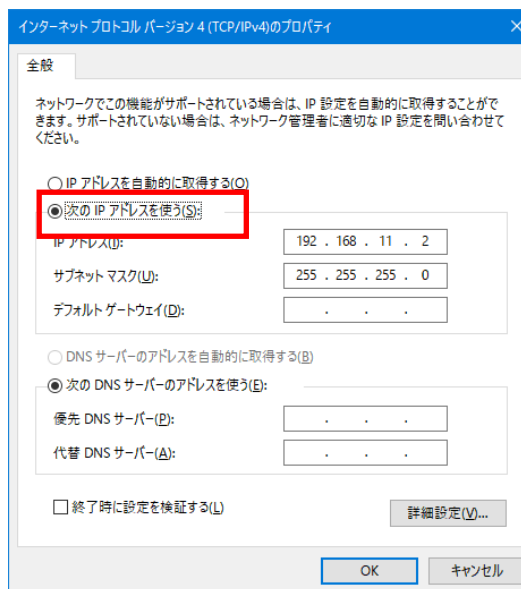 インターネット プロトコル バージョン 4 (TCP/IPv4)のプロパティ
全般
ネットワークでこの機能がサポートされている場合は、IP 設定を自動的に取得することがで
きます。サポートされていない場合は、ネットワーク管理者に適切な IP 設定を問い合わせて
ください。
IP アドレスを自動的に取得する(O)
次の IP アドレスを使う(S):
IP アドレス(I): 192 . 168 . 11 . 2
サブネット マスク(U): 255 . 255 . 255 . 0
デフォルト ゲートウェイ(D): . . .
DNS サーバーのアドレスを自動的に取得する(B)
次の DNS サーバーのアドレスを使う(E):
優先 DNS サーバー(P): . . .
代替 DNS サーバー(A): . . .
終了時に設定を検証する(L)
詳細設定(V)...
OK キャンセル